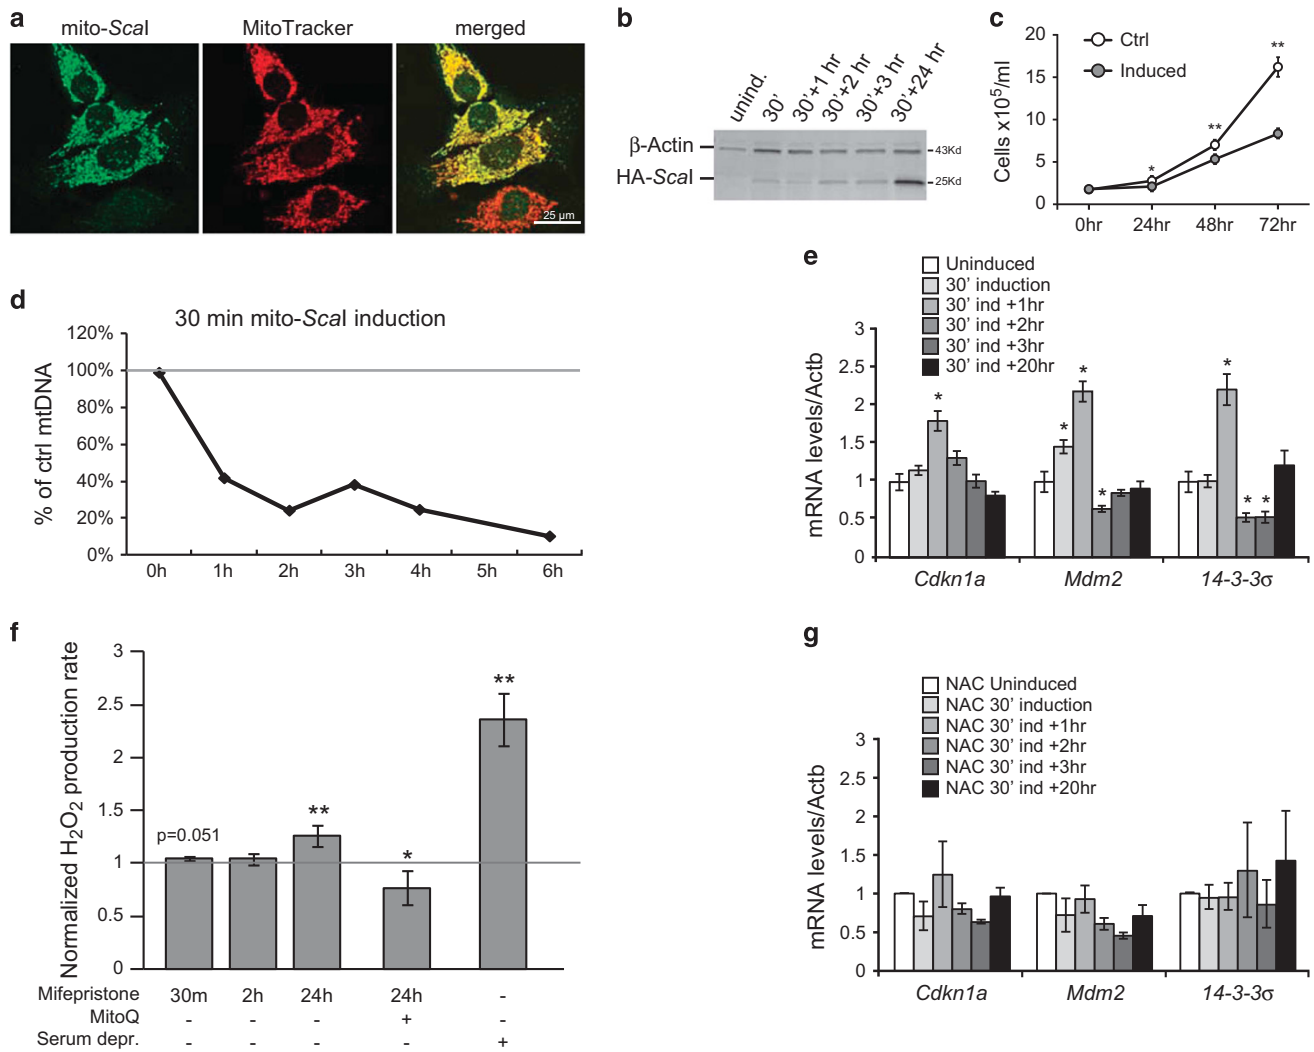 a
mito-ScaI
MitoTracker
merged
25 µm
b
unind.
30'
30'+1 hr
30'+2 hr
30'+3 hr
30'+24 hr
β-Actin
HA-ScaI
43Kd
25Kd
c
Cells x10⁵/ml
20
15
10
5
0
Ctrl
Induced
*
**
**
0hr 24hr 48hr 72hr
d
30 min mito-ScaI induction
% of ctrl mtDNA
120%
100%
80%
60%
40%
20%
0%
0h 1h 2h 3h 4h 5h 6h
e
Uninduced
30' induction
30' ind +1hr
30' ind +2hr
30' ind +3hr
30' ind +20hr
mRNA levels/Actb
3
2.5
2
1.5
1
0.5
0
*
* * *
* * *
Cdkn1a Mdm2 14-3-3σ
f
Normalized H₂O₂ production rate
3
2.5
2
1.5
1
0.5
0
p=0.051
**
*
**
Mifepristone 30m 2h 24h 24h -
MitoQ - - - + -
Serum depr. - - - - +
g
NAC Uninduced
NAC 30' induction
NAC 30' ind +1hr
NAC 30' ind +2hr
NAC 30' ind +3hr
NAC 30' ind +20hr
mRNA levels/Actb
3
2.5
2
1.5
1
0.5
0
Cdkn1a Mdm2 14-3-3σ